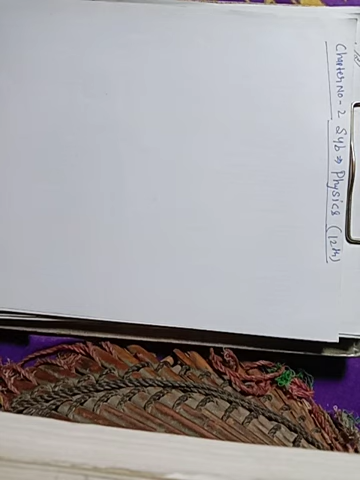 Chapter No - 2 Sub ⇒ Physics (12th)